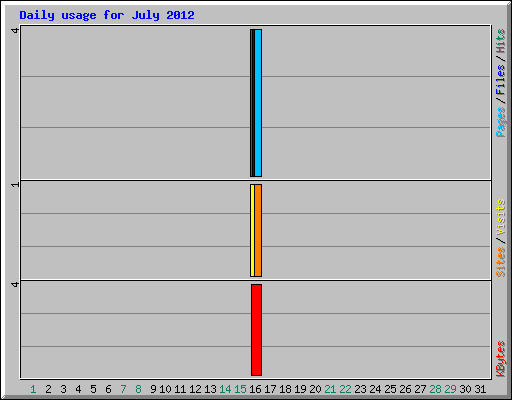 Daily usage for July 2012
4
1
4
Pages / Files / Hits
Sites / Visits
KBytes
1 2 3 4 5 6 7 8 9 10 11 12 13 14 15 16 17 18 19 20 21 22 23 24 25 26 27 28 29 30 31